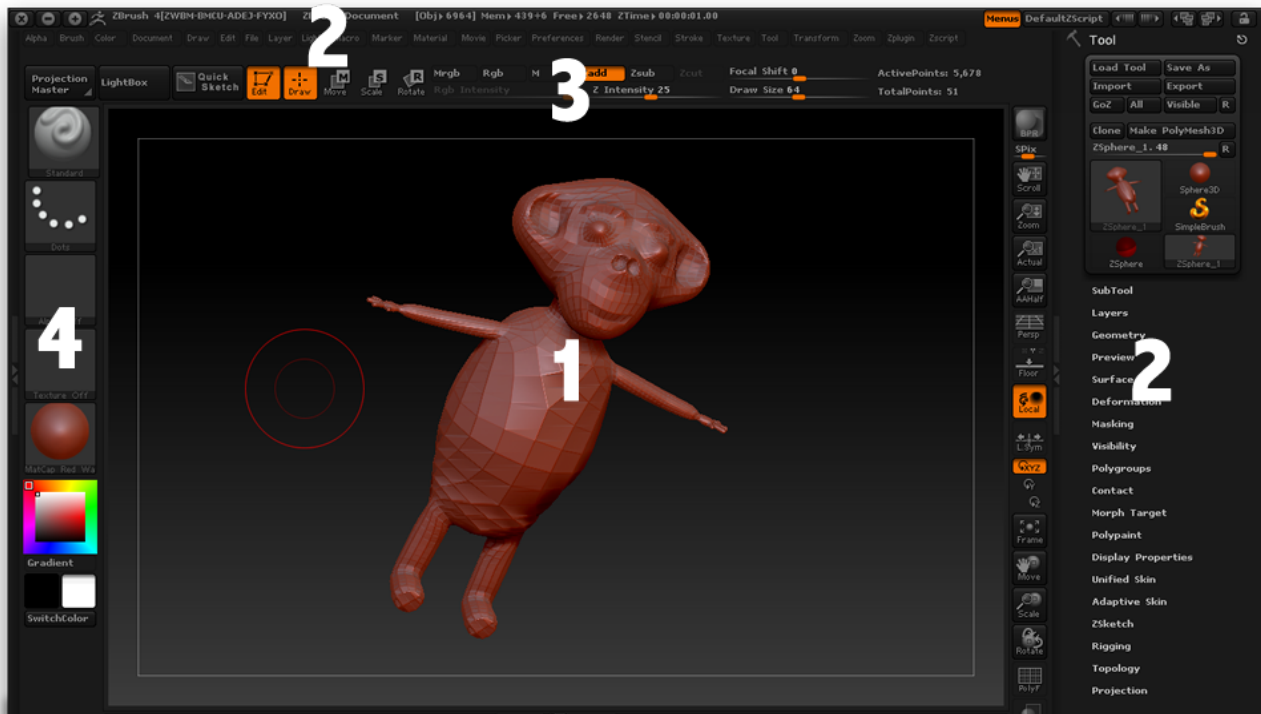 ZBrush 4[ZWBM-BMCU-ADEJ-FYXO]
Document [Obj▸6964] Mem▸439+6 Free▸2648 ZTime▸00:00:01.00
Menus DefaultZScript
Alpha Brush Color Document Draw Edit File Layer Marker Material Movie Picker Preferences Render Stencil Stroke Texture Tool Transform Zoom Zplugin Zscript
2
Projection Master
LightBox
Quick Sketch
Edit
Draw
Move
Scale
Rotate
Mrgb Rgb M
Rgb Intensity
3
Zsub Zcut
Z Intensity 25
Focal Shift 0
Draw Size 64
ActivePoints: 5,678
TotalPoints: 51
Standard
Dots
4
Texture Off
MatCap Red Wa
Gradient
SwitchColor
1
BPR
SPix
Scroll
Zoom
Actual
AAHalf
Persp
Floor
Local
L.Sym
XYZ
Y
Z
Frame
Move
Scale
Rotate
PolyF
Tool
Load Tool Save As
Import Export
GoZ All Visible R
Clone Make PolyMesh3D
ZSphere_1. 48 R
ZSphere_1
Sphere3D
SimpleBrush
ZSphere
ZSphere_1
SubTool
Layers
Geometry
Preview
Surface
2
Deformation
Masking
Visibility
Polygroups
Contact
Morph Target
Polypaint
Display Properties
Unified Skin
Adaptive Skin
ZSketch
Rigging
Topology
Projection